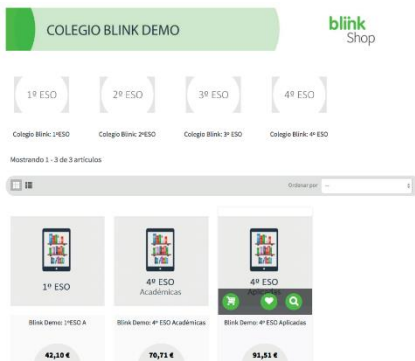 COLEGIO BLINK DEMO
blink
Shop
1º ESO
2º ESO
3º ESO
4º ESO
Colegio Blink: 1ºESO
Colegio Blink: 2ºESO
Colegio Blink: 3º ESO
Colegio Blink: 4º ESO
Mostrando 1 - 3 de 3 artículos
Ordenar por
--
1º ESO
4º ESO
Académicas
4º ESO
Aplicadas
Blink Demo: 1ºESO A
Blink Demo: 4º ESO Académicas
Blink Demo: 4º ESO Aplicadas
42,10 €
70,71 €
91,51 €